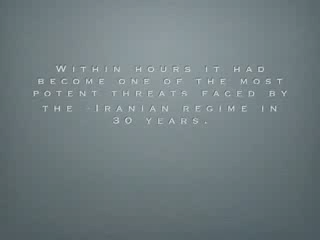 Within hours it had
become one of the most
potent threats faced by
the -Iranian regime in
30 years.